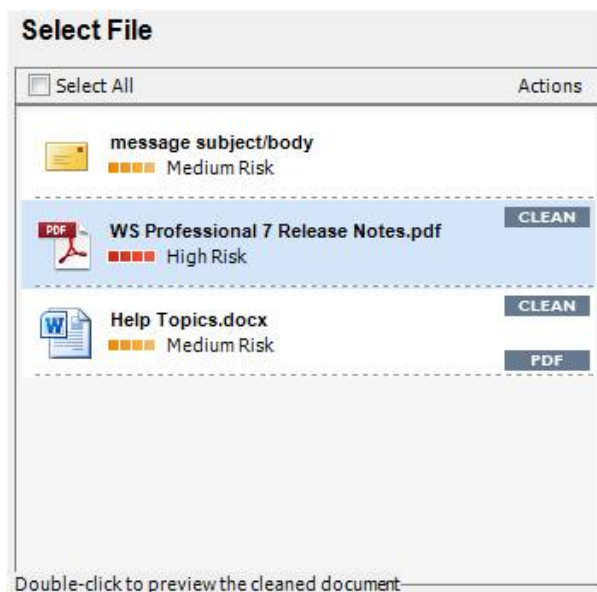 Select File
Select All Actions
message subject/body
Medium Risk
CLEAN
PDF WS Professional 7 Release Notes.pdf
High Risk
CLEAN
W Help Topics.docx
Medium Risk
PDF
Double-click to preview the cleaned document